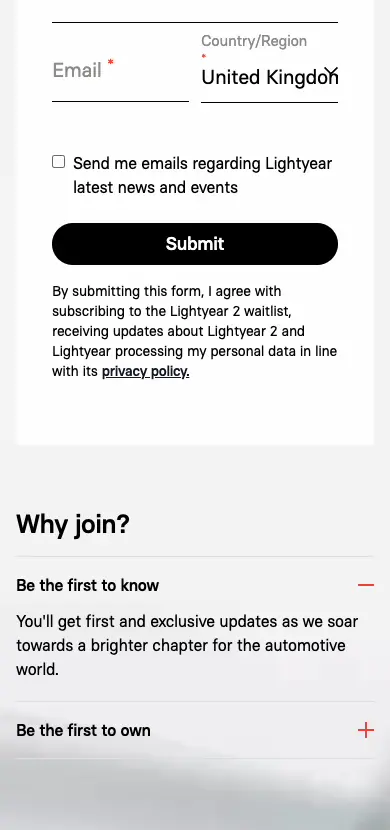 Country/Region
*
Email *
United Kingdom
Send me emails regarding Lightyear
latest news and events
Submit
By submitting this form, I agree with
subscribing to the Lightyear 2 waitlist,
receiving updates about Lightyear 2 and
Lightyear processing my personal data in line
with its privacy policy.
Why join?
Be the first to know
You'll get first and exclusive updates as we soar
towards a brighter chapter for the automotive
world.
Be the first to own